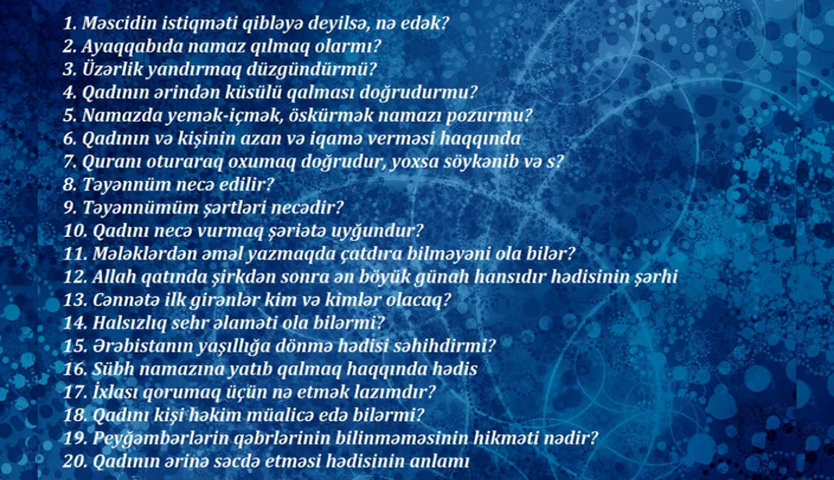 1. Məscidin istiqməti qibləyə deyilsə, nə edək?
2. Ayaqqabıda namaz qılmaq olarmı?
3. Üzərlik yandırmaq düzgündürmü?
4. Qadının ərindən küsülü qalması doğrudurmu?
5. Namazda yemək-içmək, öskürmək namazı pozurmu?
6. Qadının və kişinin azan və iqamə verməsi haqqında
7. Quranı oturaraq oxumaq doğrudur, yoxsa söykənib və s?
8. Təyənnüm necə edilir?
9. Təyənnümüm şərtləri necədir?
10. Qadını necə vurmaq şəriətə uyğundur?
11. Mələklərdən əməl yazmaqda çatdıra bilməyəni ola bilər?
12. Allah qatında şirkdən sonra ən böyük günah hansıdır hədisinin şərhi
13. Cənnətə ilk girənlər kim və kimlər olacaq?
14. Halsızlıq sehr əlaməti ola bilərmi?
15. Ərəbistanın yaşıllığa dönmə hədisi səhihdirmi?
16. Sübh namazına yatıb qalmaq haqqında hədis
17. İxlası qorumaq üçün nə etmək lazımdır?
18. Qadını kişi həkim müalicə edə bilərmi?
19. Peyğəmbərlərin qəbrlərinin bilinməməsinin hikməti nədir?
20. Qadının ərinə səcdə etməsi hədisinin anlamı